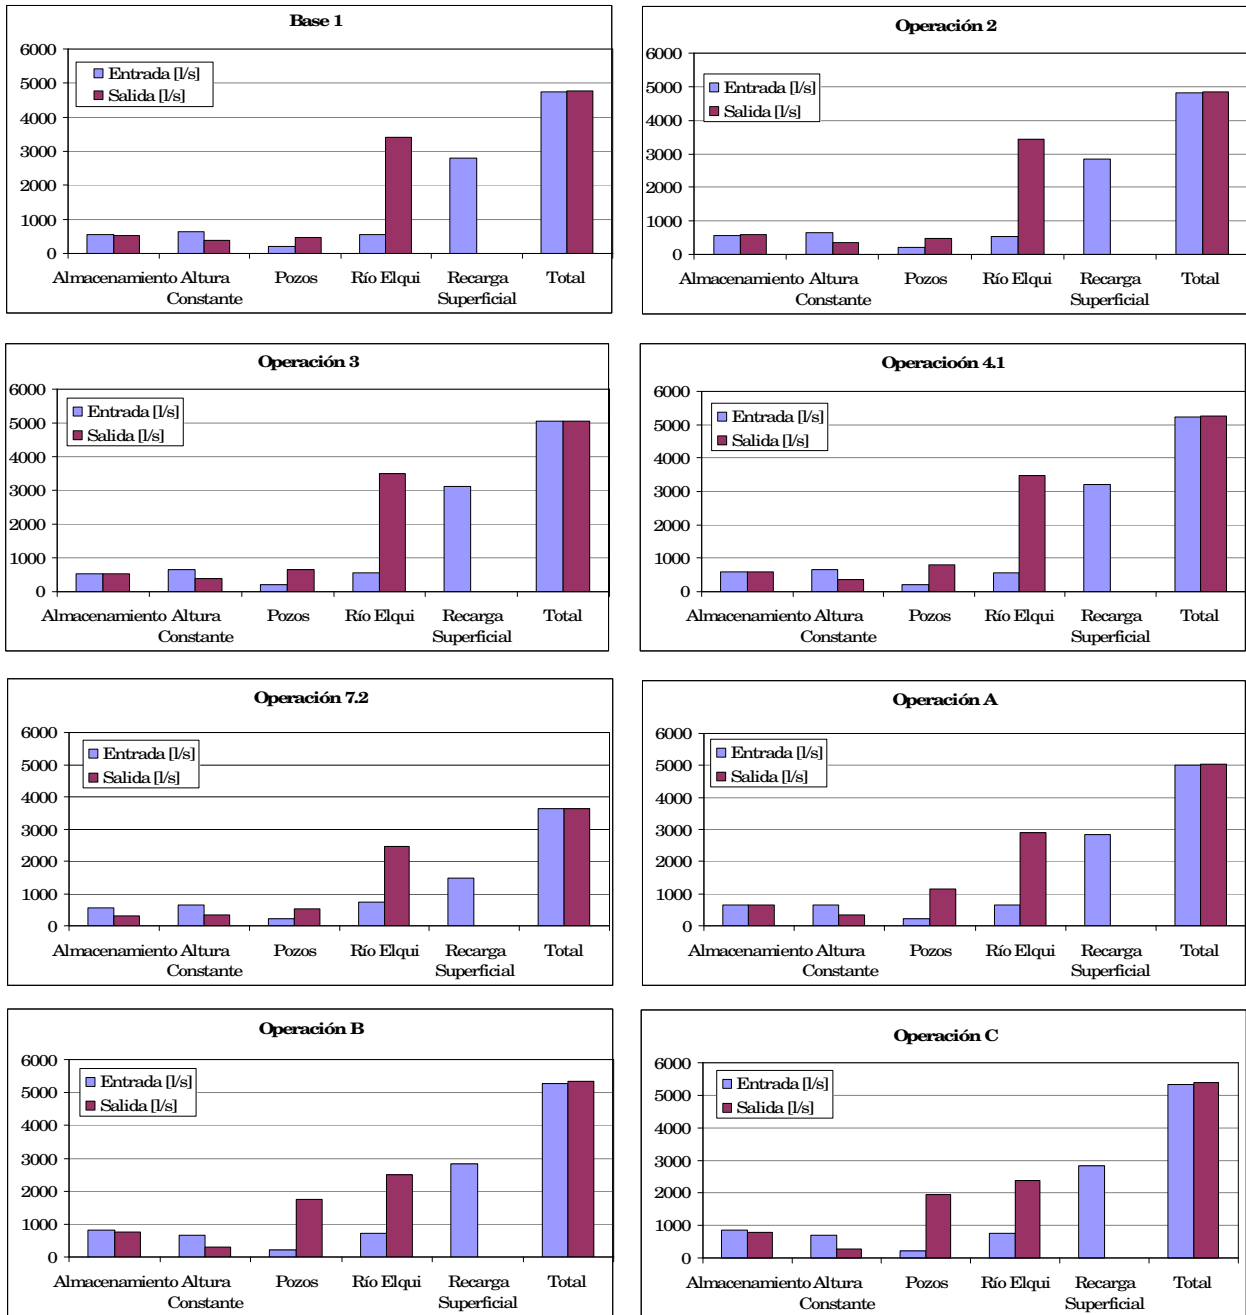 Base 1
6000
5000
4000
3000
2000
1000
0
Entrada [l/s]
Salida [l/s]
Almacenamiento Altura Constante Pozos Río Elqui Recarga Superficial Total
Operación 2
6000
5000
4000
3000
2000
1000
0
Entrada [l/s]
Salida [l/s]
Almacenamiento Altura Constante Pozos Río Elqui Recarga Superficial Total
Operación 3
6000
5000
4000
3000
2000
1000
0
Entrada [l/s]
Salida [l/s]
Almacenamiento Altura Constante Pozos Río Elqui Recarga Superficial Total
Operacioón 4.1
6000
5000
4000
3000
2000
1000
0
Entrada [l/s]
Salida [l/s]
Almacenamiento Altura Constante Pozos Río Elqui Recarga Superficial Total
Operación 7.2
6000
5000
4000
3000
2000
1000
0
Entrada [l/s]
Salida [l/s]
Almacenamiento Altura Constante Pozos Río Elqui Recarga Superficial Total
Operación A
6000
5000
4000
3000
2000
1000
0
Entrada [l/s]
Salida [l/s]
Almacenamiento Altura Constante Pozos Río Elqui Recarga Superficial Total
Operación B
6000
5000
4000
3000
2000
1000
0
Entrada [l/s]
Salida [l/s]
Almacenamiento Altura Constante Pozos Río Elqui Recarga Superficial Total
Operación C
6000
5000
4000
3000
2000
1000
0
Entrada [l/s]
Salida [l/s]
Almacenamiento Altura Constante Pozos Río Elqui Recarga Superficial Total